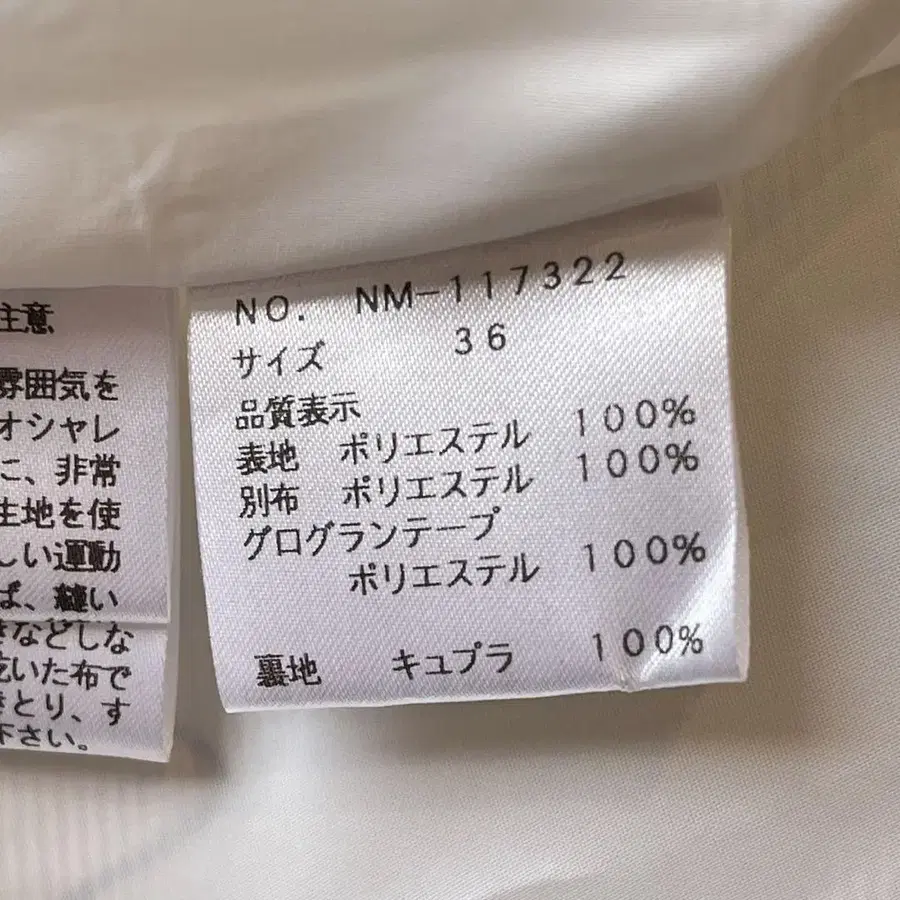 注意
雰囲気を
オシャレ
に、非常
生地を使
しい運動
ば、縫い
きなどしな
乾いた布で
きとり、す
下さい。
NO. NM-117322
サイズ 36
品質表示
表地 ポリエステル 100%
別布 ポリエステル 100%
グログランテープ
ポリエステル 100%
裏地 キュプラ 100%